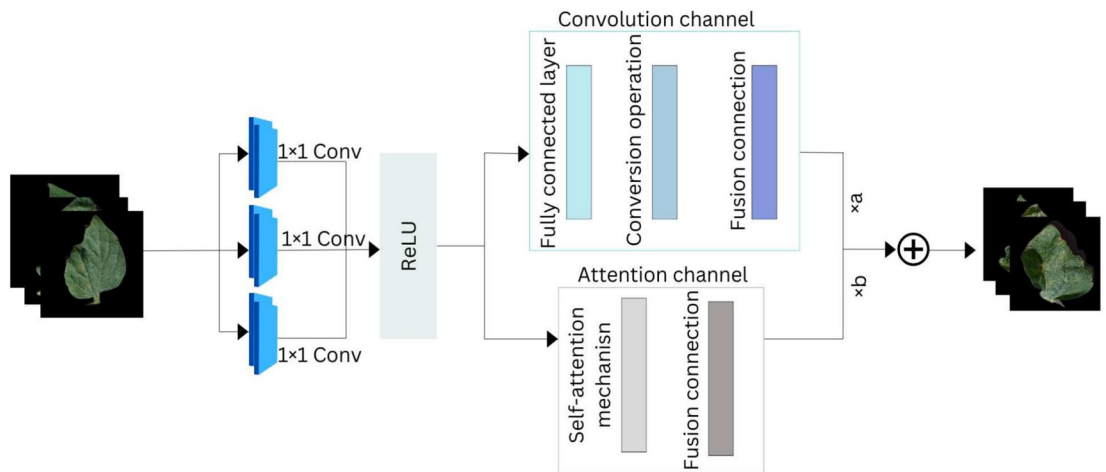 Convolution channel
Fully connected layer
Conversion operation
Fusion connection
1×1 Conv
1×1 Conv
1×1 Conv
ReLU
×a
×b
Attention channel
Self-attention
mechanisn
Fusion connection